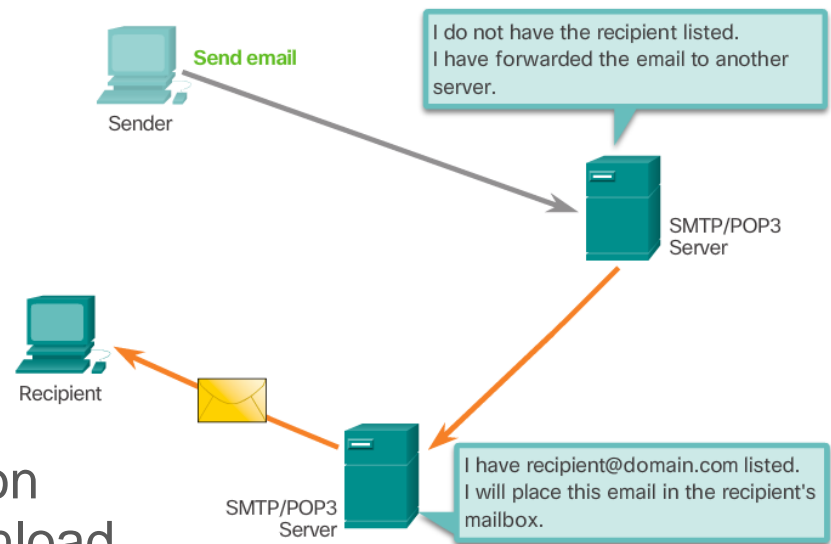 I do not have the recipient listed.
I have forwarded the email to another
server.
Send email
Sender
SMTP/POP3
Server
Recipient
I have recipient@domain.com listed.
I will place this email in the recipient's
mailbox.
SMTP/POP3
Server